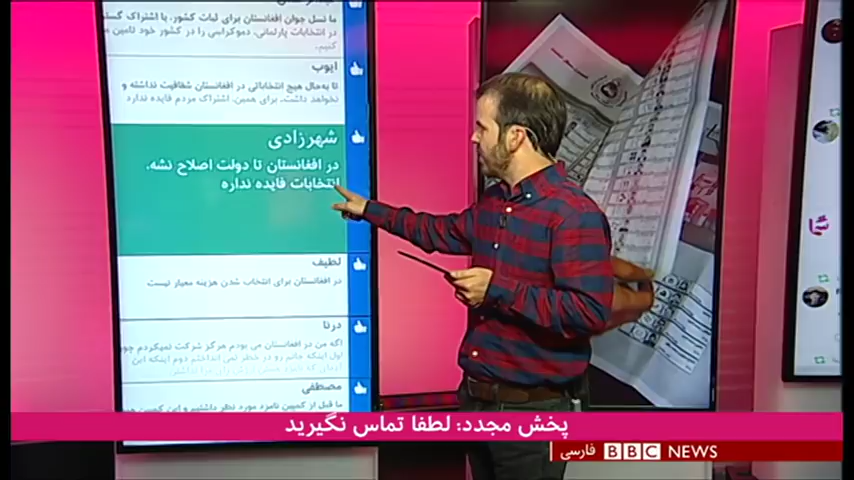 ما نسل جوان افغانستان برای ثبات کشور، با اشتراک
در انتخابات پارلمانی، دموکراسی را در کشور خود تامین
کنیم.
ایوب
تا به‌حال هیچ انتخاباتی در افغانستان شفافیت نداشته و
نخواهد داشت. برای همین، اشتراک مردم فایده ندارد
شهرزادی
در افغانستان تا دولت اصلاح نشه،
انتخابات فایده نداره
لطیف
در افغانستان برای انتخاب شدن هزینه معیار نیست
درنا
اگه من در افغانستان می بودم هرگز شرکت نمیکردم
اول اینکه جانم رو در خطر نمی انداختم دوم اینکه این
مصطفی
ما قبل از کمپین نامزد مورد نظر داشتیم و این کمپین
پخش مجدد: لطفا تماس نگیرید
BBC NEWS فارسی